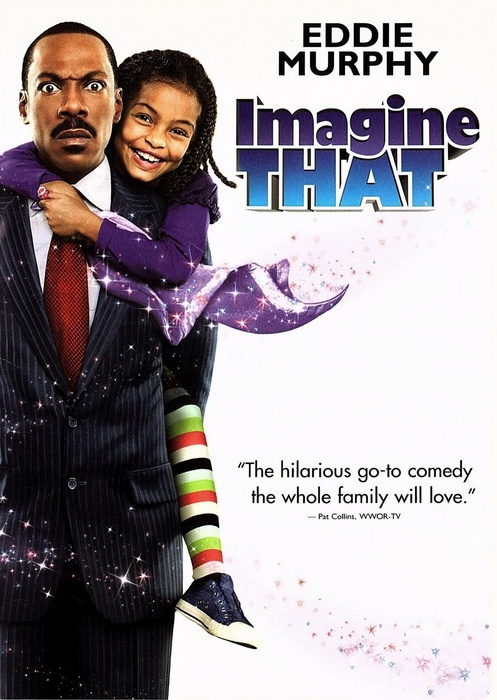 EDDIE
MURPHY
Imagine
THAT
“The hilarious go-to comedy
the whole family will love.”
— Pat Collins, WWOR-TV